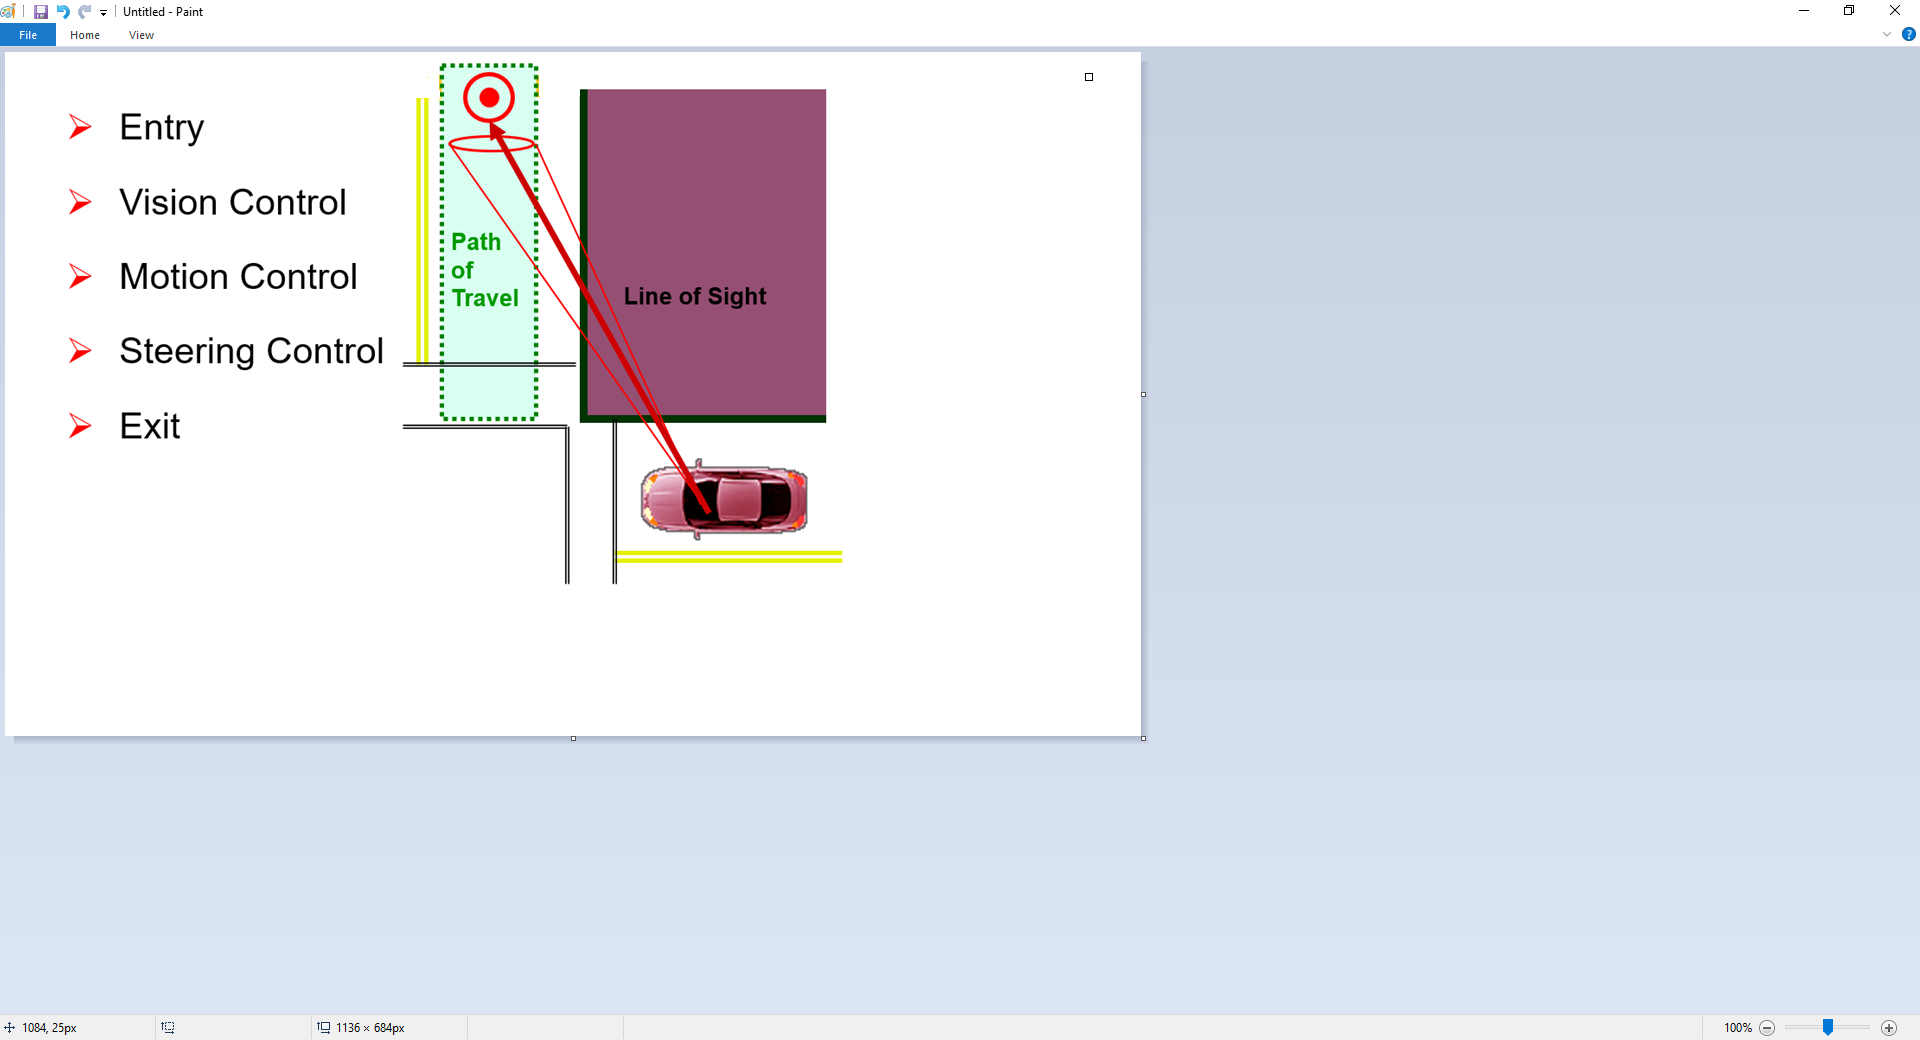 Untitled - Paint
File Home View
Entry
Vision Control
Motion Control
Steering Control
Exit
Path
of
Travel
Line of Sight
1084, 25px
1136 × 684px
100%